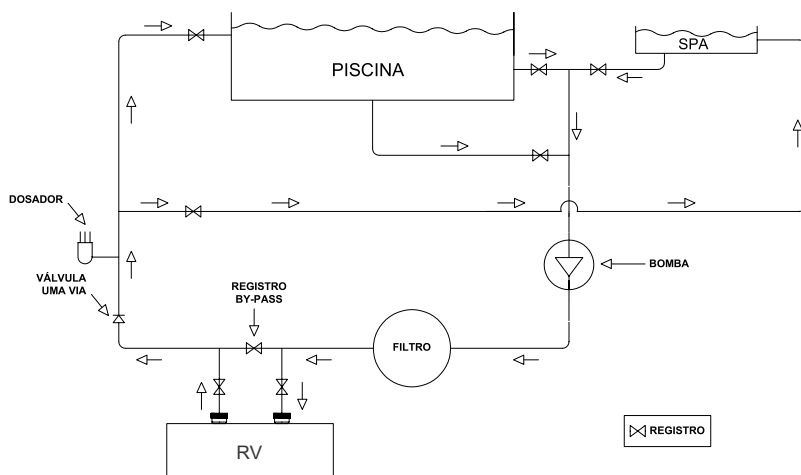 SPA
PISCINA
DOSADOR
BOMBA
VÁLVULA
UMA VIA
REGISTRO
BY-PASS
FILTRO
REGISTRO
RV